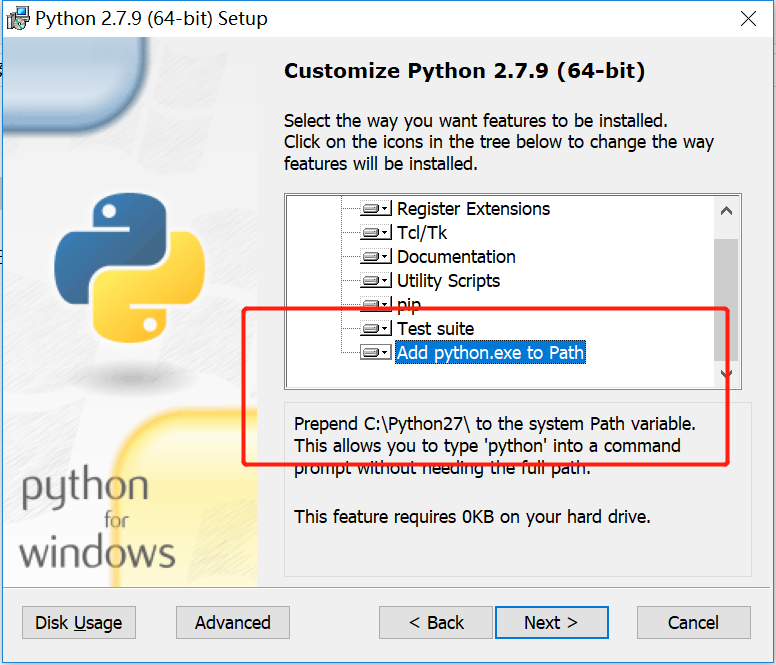 Python 2.7.9 (64-bit) Setup
Customize Python 2.7.9 (64-bit)
Select the way you want features to be installed.
Click on the icons in the tree below to change the way
features will be installed.
Register Extensions
Tcl/Tk
Documentation
Utility Scripts
pip
Test suite
Add python.exe to Path
Prepend C:\Python27\ to the system Path variable.
This allows you to type 'python' into a command
prompt without needing the full path.
This feature requires 0KB on your hard drive.
python
for
windows
Disk Usage
Advanced
< Back
Next >
Cancel